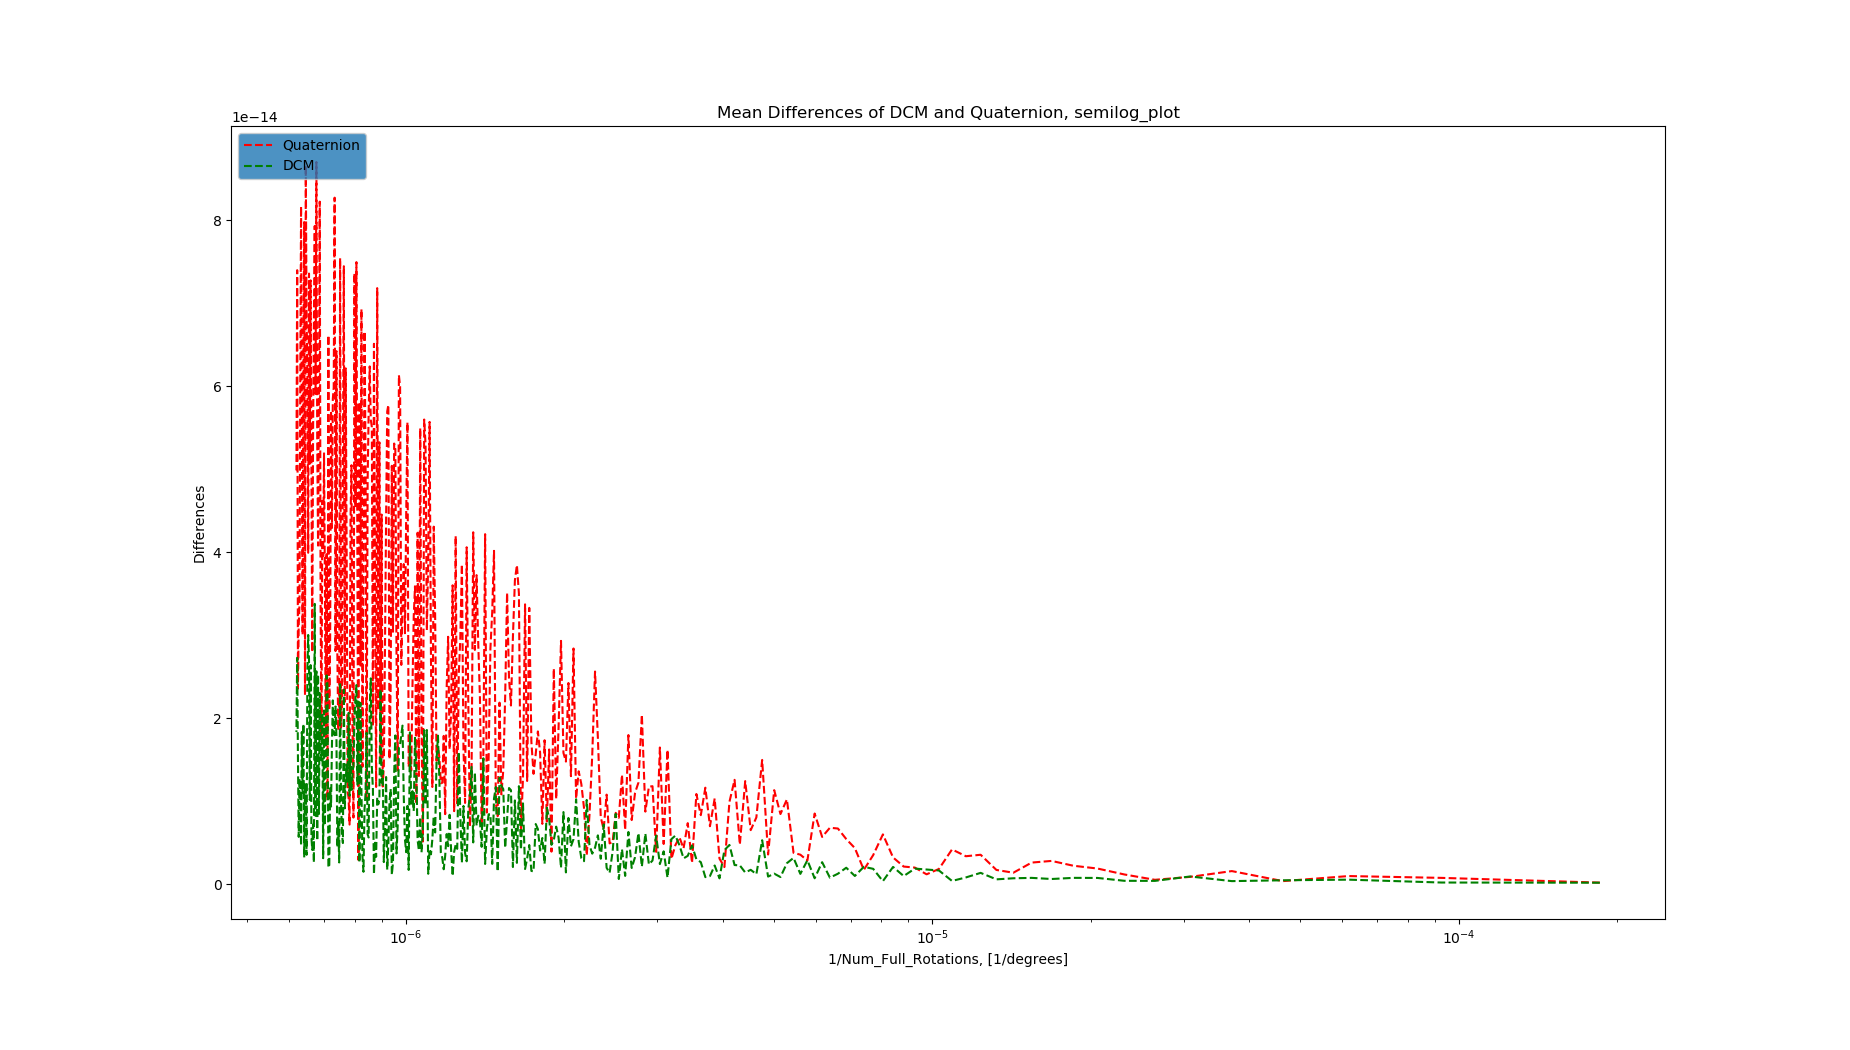 Mean Differences of DCM and Quaternion, semilog_plot
1e−14
Quaternion
DCM
8
6
4
2
0
Differences
10⁻⁶
10⁻⁵
10⁻⁴
1/Num_Full_Rotations, [1/degrees]